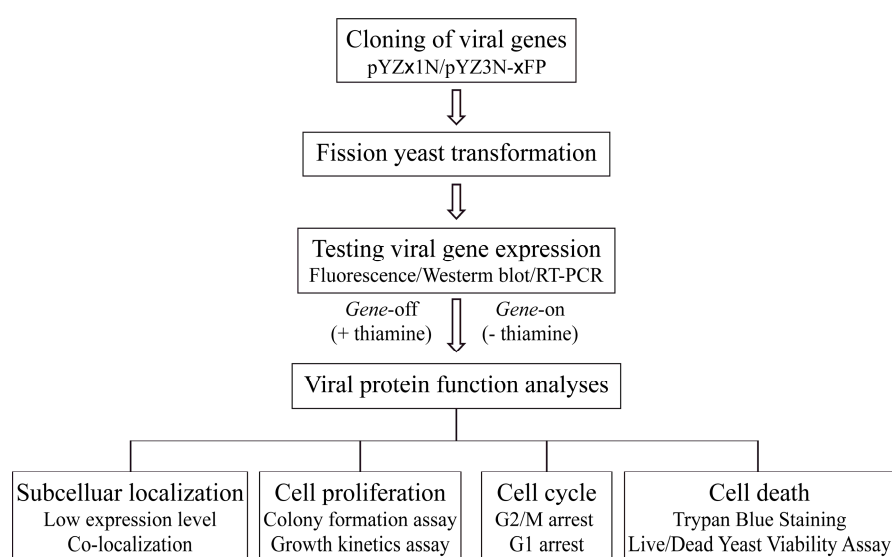 Cloning of viral genes
pYZx1N/pYZ3N-xFP
Fission yeast transformation
Testing viral gene expression
Fluorescence/Westerm blot/RT-PCR
Gene-off
(+ thiamine)
Gene-on
(- thiamine)
Viral protein function analyses
Subcelluar localization
Low expression level
Co-localization
Cell proliferation
Colony formation assay
Growth kinetics assay
Cell cycle
G2/M arrest
G1 arrest
Cell death
Trypan Blue Staining
Live/Dead Yeast Viability Assay